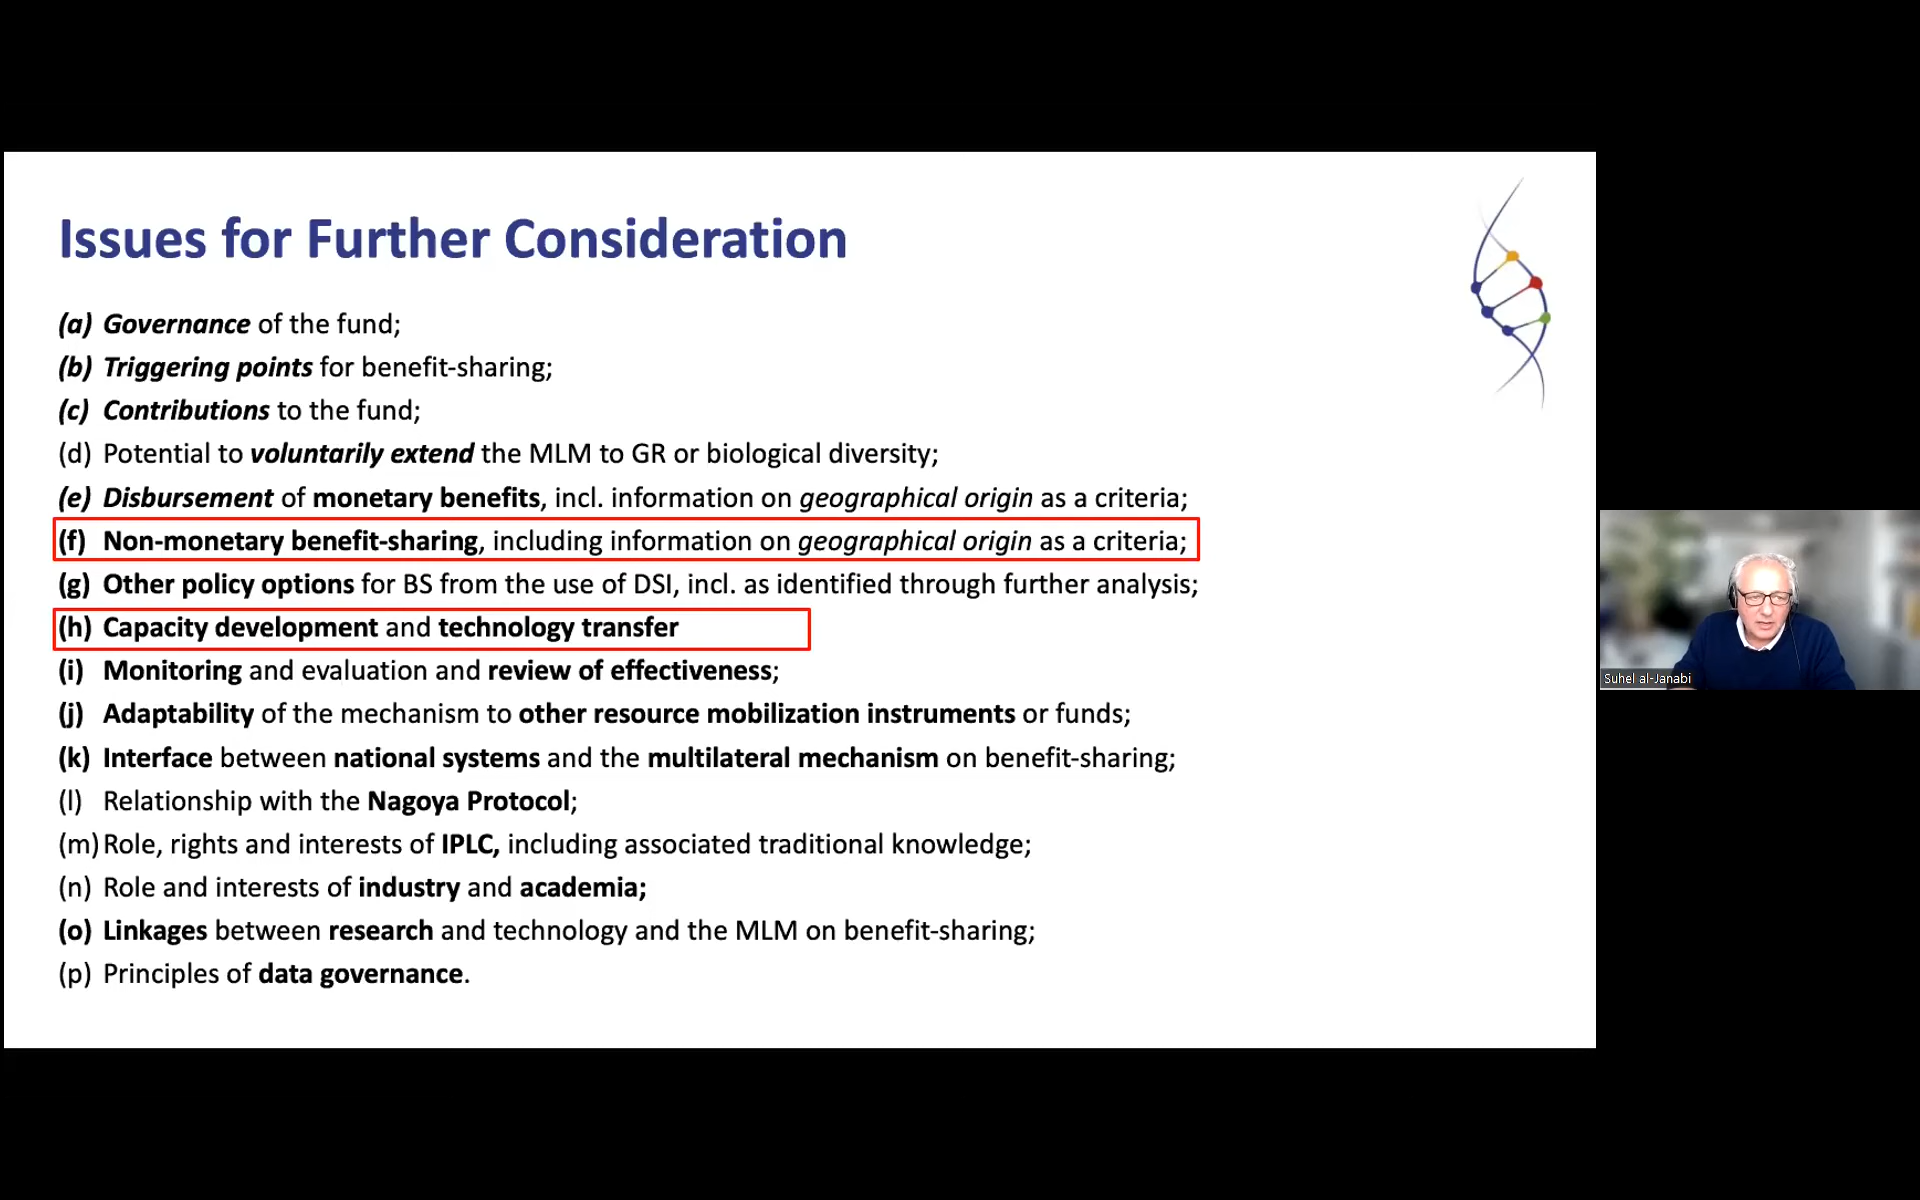 Issues for Further Consideration
(a) Governance of the fund;
(b) Triggering points for benefit-sharing;
(c) Contributions to the fund;
(d) Potential to voluntarily extend the MLM to GR or biological diversity;
(e) Disbursement of monetary benefits, incl. information on geographical origin as a criteria;
(f) Non-monetary benefit-sharing, including information on geographical origin as a criteria;
(g) Other policy options for BS from the use of DSI, incl. as identified through further analysis;
(h) Capacity development and technology transfer
(i) Monitoring and evaluation and review of effectiveness;
(j) Adaptability of the mechanism to other resource mobilization instruments or funds;
(k) Interface between national systems and the multilateral mechanism on benefit-sharing;
(l) Relationship with the Nagoya Protocol;
(m) Role, rights and interests of IPLC, including associated traditional knowledge;
(n) Role and interests of industry and academia;
(o) Linkages between research and technology and the MLM on benefit-sharing;
(p) Principles of data governance.
Suhel al-Janabi